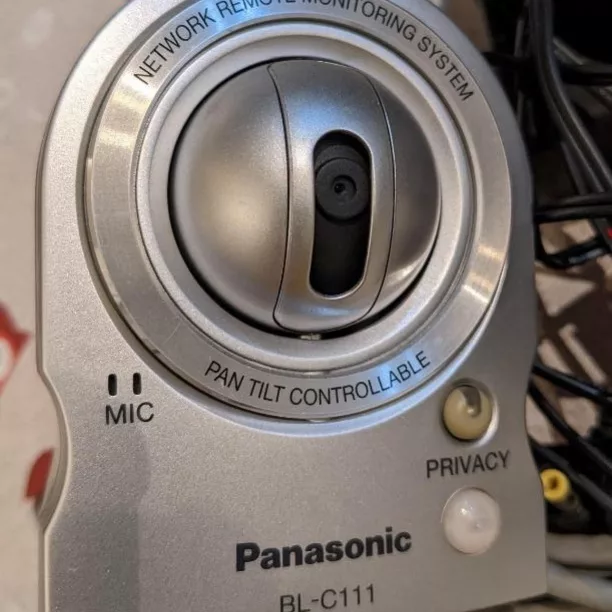 NETWORK REMOTE MONITORING SYSTEM
PAN TILT CONTROLLABLE
MIC
PRIVACY
Panasonic
BL-C111